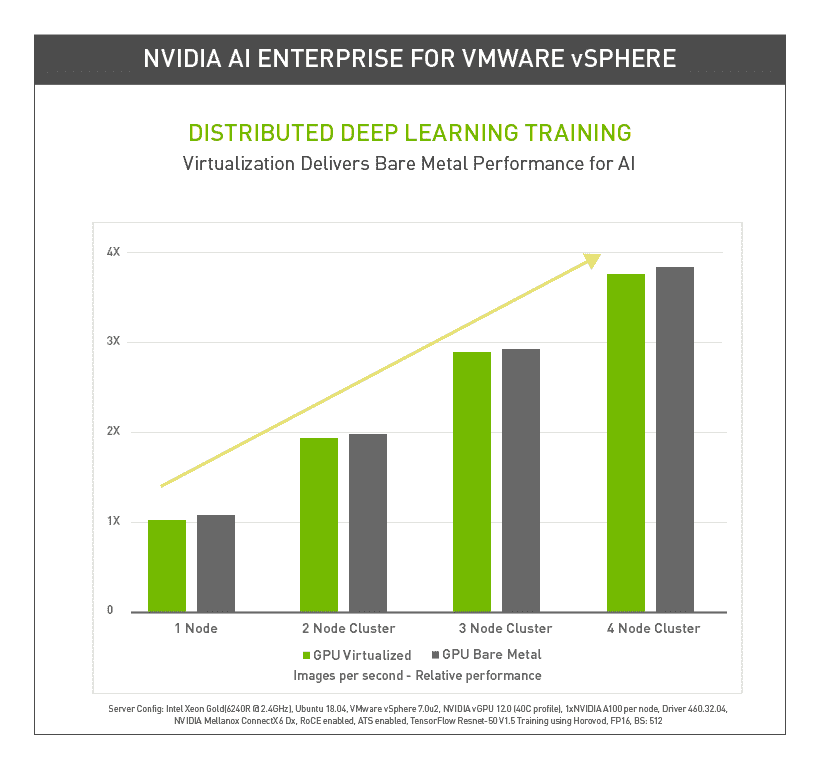 NVIDIA AI ENTERPRISE FOR VMWARE vSPHERE
DISTRIBUTED DEEP LEARNING TRAINING
Virtualization Delivers Bare Metal Performance for AI
4X
3X
2X
1X
0
1 Node 2 Node Cluster 3 Node Cluster 4 Node Cluster
GPU Virtualized GPU Bare Metal
Images per second - Relative performance
Server Config: Intel Xeon Gold(6240R @ 2.4GHz), Ubuntu 18.04, VMware vSphere 7.0u2, NVIDIA vGPU 12.0 (40C profile), 1xNVIDIA A100 per node, Driver 460.32.04,
NVIDIA Mellanox ConnectX6 Dx, RoCE enabled, ATS enabled, TensorFlow Resnet-50 V1.5 Training using Horovod, FP16, BS: 512